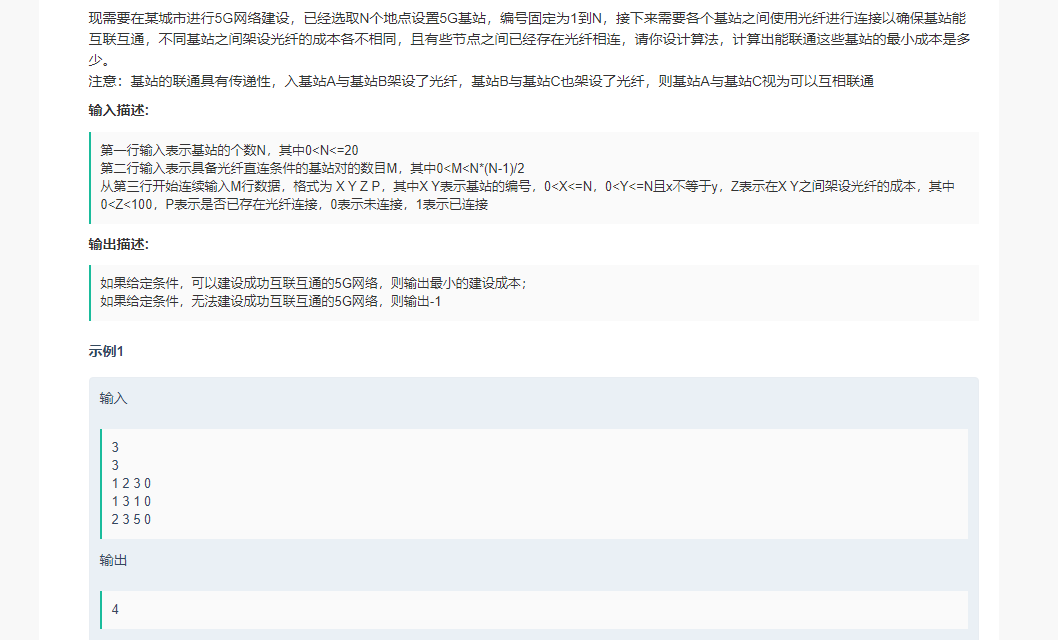 现需要在某城市进行5G网络建设，已经选取N个地点设置5G基站，编号固定为1到N，接下来需要各个基站之间使用光纤进行连接以确保基站能
互联互通，不同基站之间架设光纤的成本各不相同，且有些节点之间已经存在光纤相连，请你设计算法，计算出能联通这些基站的最小成本是多
少。
注意：基站的联通具有传递性，入基站A与基站B架设了光纤，基站B与基站C也架设了光纤，则基站A与基站C视为可以互相联通
输入描述:
第一行输入表示基站的个数N，其中0<N<=20
第二行输入表示具备光纤直连条件的基站对的数目M，其中0<M<N*(N-1)/2
从第三行开始连续输入M行数据，格式为 X Y Z P，其中X Y表示基站的编号，0<X<=N，0<Y<=N且x不等于y，Z表示在X Y之间架设光纤的成本，其中
0<Z<100，P表示是否已存在光纤连接，0表示未连接，1表示已连接
输出描述:
如果给定条件，可以建设成功互联互通的5G网络，则输出最小的建设成本；
如果给定条件，无法建设成功互联互通的5G网络，则输出-1
示例1
输入
3
3
1 2 3 0
1 3 1 0
2 3 5 0
输出
4